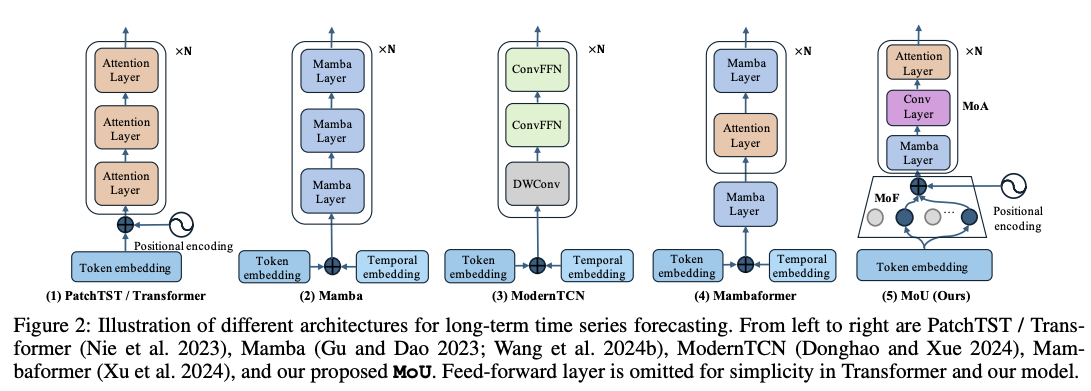 ×N
Attention
Layer
Attention
Layer
Attention
Layer
Positional encoding
Token embedding
(1) PatchTST / Transformer
×N
Mamba
Layer
Mamba
Layer
Mamba
Layer
Token
embedding
Temporal
embedding
(2) Mamba
×N
ConvFFN
ConvFFN
DWConv
Token
embedding
Temporal
embedding
(3) ModernTCN
×N
Mamba
Layer
Attention
Layer
Mamba
Layer
Token
embedding
Temporal
embedding
(4) Mambaformer
×N
Attention
Layer
Conv
Layer
MoA
Mamba
Layer
MoF
...
Positional
encoding
Token embedding
(5) MoU (Ours)
Figure 2: Illustration of different architectures for long-term time series forecasting. From left to right are PatchTST / Trans-
former (Nie et al. 2023), Mamba (Gu and Dao 2023; Wang et al. 2024b), ModernTCN (Donghao and Xue 2024), Mam-
baformer (Xu et al. 2024), and our proposed MoU. Feed-forward layer is omitted for simplicity in Transformer and our model.